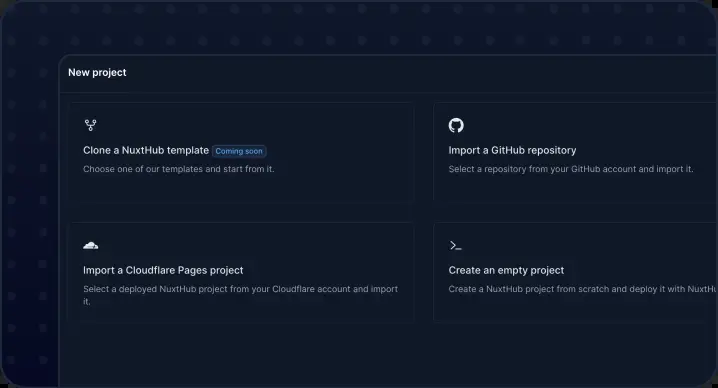 New project
Clone a NuxtHub template Coming soon
Choose one of our templates and start from it.
Import a GitHub repository
Select a repository from your GitHub account and import it.
Import a Cloudflare Pages project
Select a deployed NuxtHub project from your Cloudflare account and import
it.
Create an empty project
Create a NuxtHub project from scratch and deploy it with